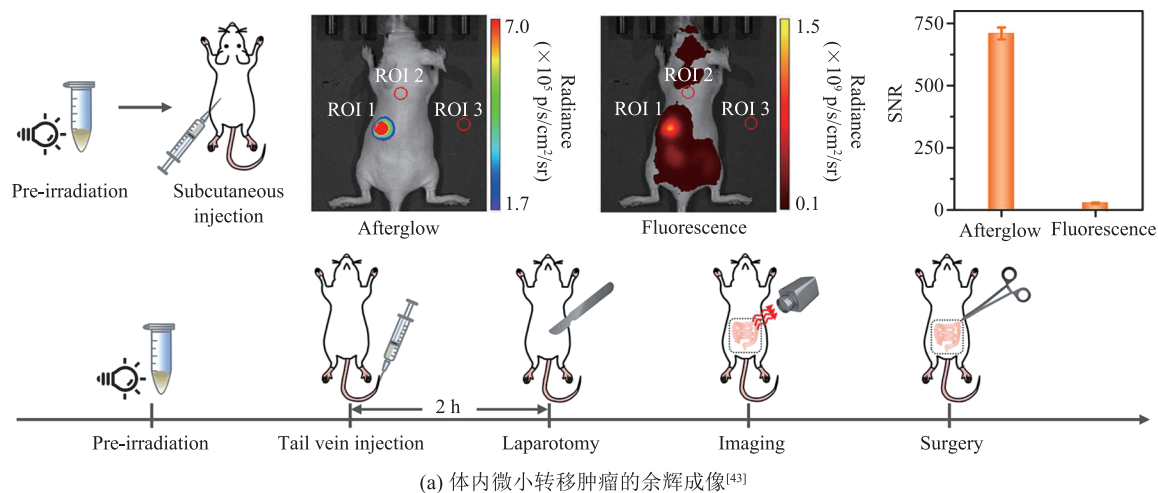 Pre-irradiation
Subcutaneous
injection
ROI 1
ROI 2
ROI 3
Afterglow
7.0
1.7
Radiance
(×10⁵ p/s/cm²/sr)
ROI 1
ROI 2
ROI 3
Fluorescence
1.5
0.1
Radiance
(×10⁹ p/s/cm²/sr)
750
500
250
0
SNR
Afterglow Fluorescence
2 h
Pre-irradiation
Tail vein injection
Laparotomy
Imaging
Surgery
(a) 体内微小转移肿瘤的余辉成像[43]